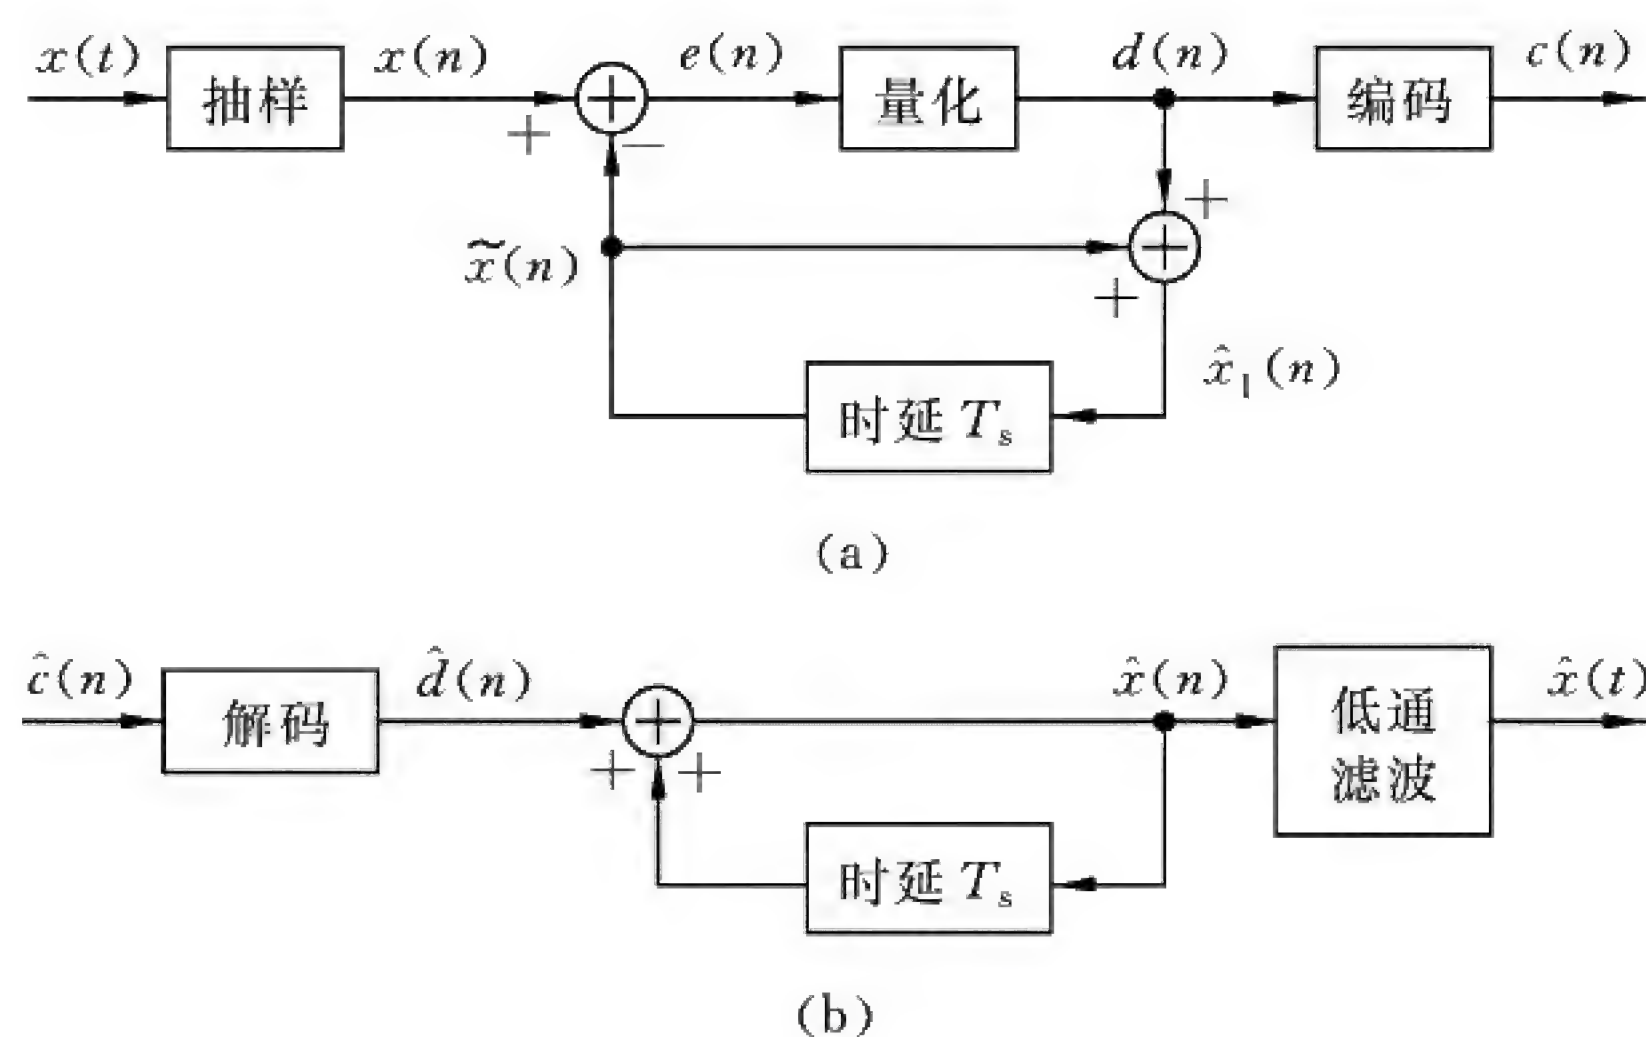 x(t) 抽样 x(n) + − e(n) 量化 d(n) 编码 c(n)
+
x̃(n) +
x̂₁(n)
时延 Tₛ
(a)
ĉ(n) 解码 d̂(n) + + x̂(n) 低通滤波 x̂(t)
时延 Tₛ
(b)